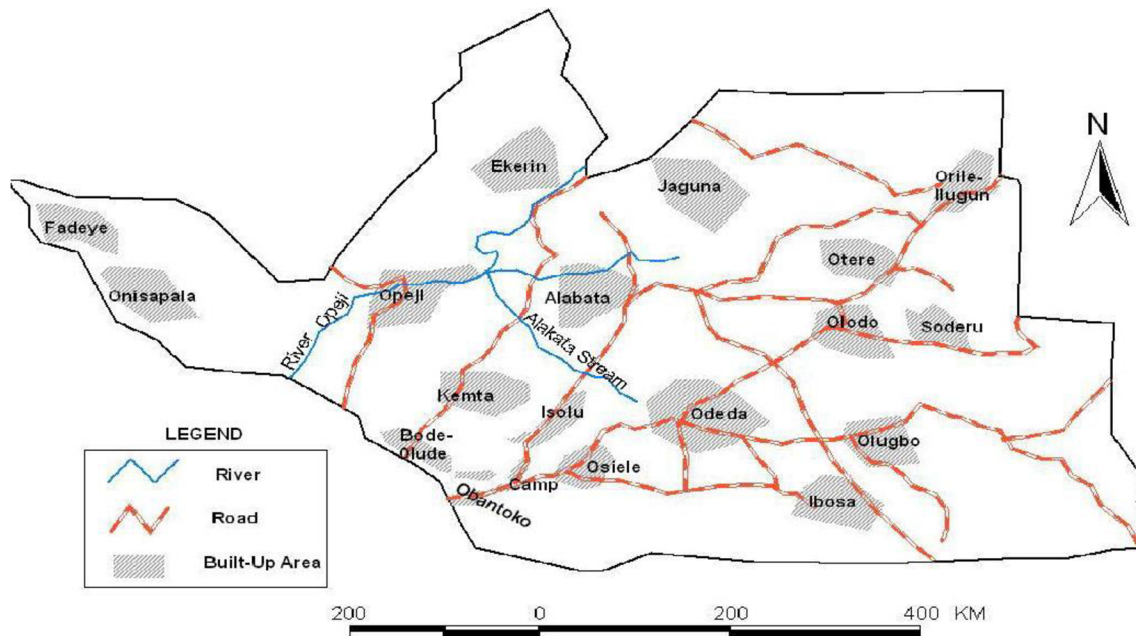 N
Ekerin
Jaguna
Orile-
Ilugun
Fadeye
Onisapala
Opeji
Alabata
Otere
Olodo
Soderu
River Opeji
Alakata Stream
Kemta
Isolu
Odeda
Bode-
Olude
Olugbo
Osiele
Camp
Ibosa
Obantoko
LEGEND
River
Road
Built-Up Area
200 0 200 400 KM